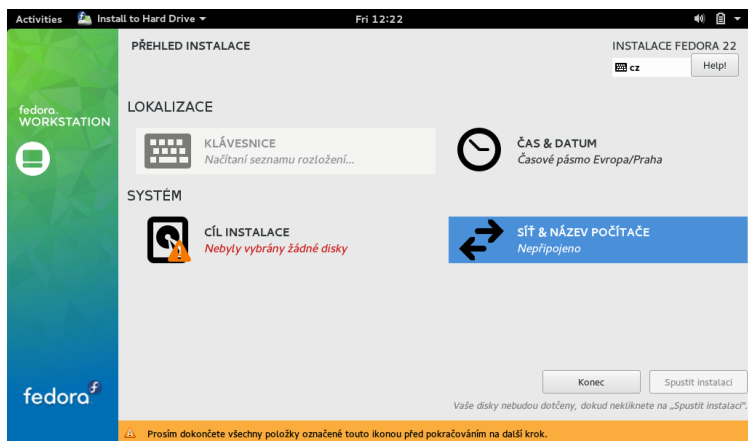 Activities Install to Hard Drive Fri 12:22
PŘEHLED INSTALACE
INSTALACE FEDORA 22
cz
Help!
fedora
WORKSTATION
LOKALIZACE
KLÁVESNICE
Načítaní seznamu rozložení...
ČAS & DATUM
Časové pásmo Evropa/Praha
SYSTÉM
CÍL INSTALACE
Nebyly vybrány žádné disky
SÍŤ & NÁZEV POČÍTAČE
Nepřipojeno
Konec
Spustit instalaci
Vaše disky nebudou dotčeny, dokud nekliknete na „Spustit instalaci".
fedora
Prosím dokončete všechny položky označené touto ikonou před pokračováním na další krok.